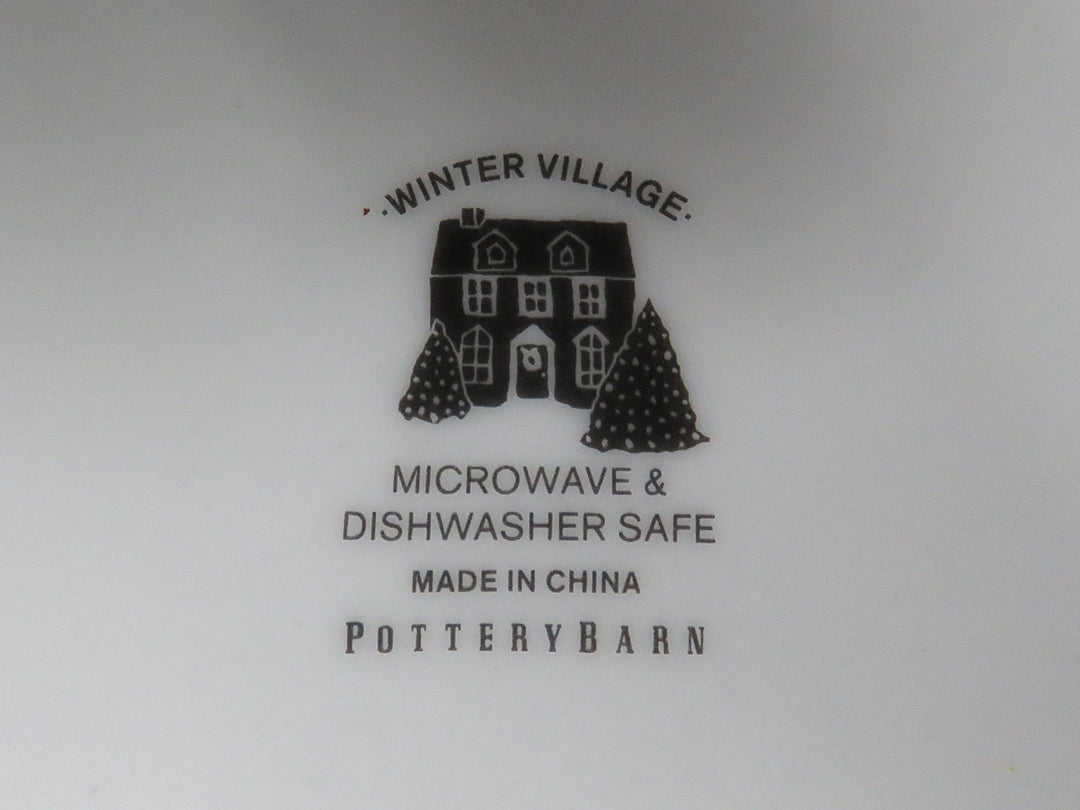 ·WINTER VILLAGE·
MICROWAVE &
DISHWASHER SAFE
MADE IN CHINA
POTTERYBARN